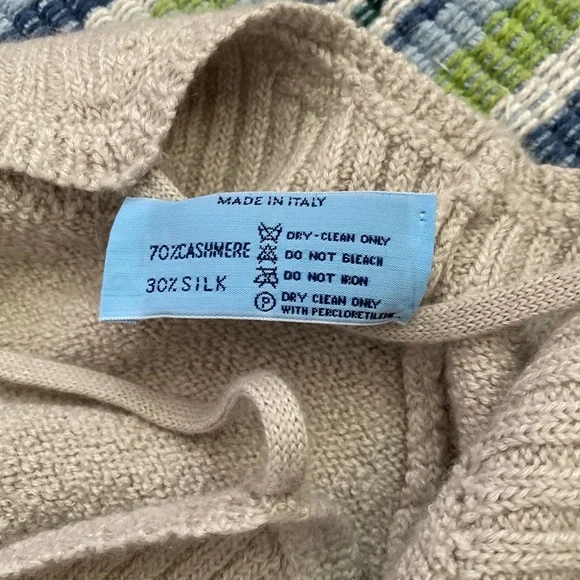 MADE IN ITALY
70%CASHMERE
30% SILK
DRY-CLEAN ONLY
DO NOT BLEACH
DO NOT IRON
P DRY CLEAN ONLY
WITH PERCLORETILENE